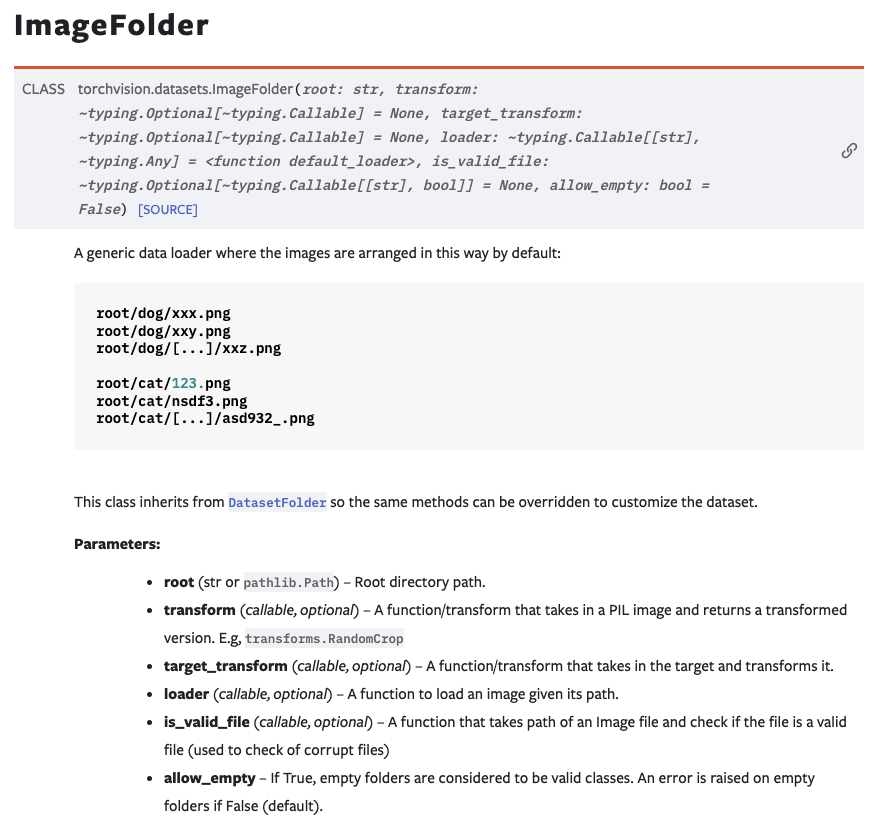 ImageFolder
CLASS torchvision.datasets.ImageFolder(root: str, transform:
~typing.Optional[~typing.Callable] = None, target_transform:
~typing.Optional[~typing.Callable] = None, loader: ~typing.Callable[[str],
~typing.Any] = <function default_loader>, is_valid_file:
~typing.Optional[~typing.Callable[[str], bool]] = None, allow_empty: bool =
False) [SOURCE]
A generic data loader where the images are arranged in this way by default:
root/dog/xxx.png
root/dog/xxy.png
root/dog/[...]/xxz.png
root/cat/123.png
root/cat/nsdf3.png
root/cat/[...]/asd932_.png
This class inherits from DatasetFolder so the same methods can be overridden to customize the dataset.
Parameters:
• root (str or pathlib.Path) – Root directory path.
• transform (callable, optional) – A function/transform that takes in a PIL image and returns a transformed
version. E.g, transforms.RandomCrop
• target_transform (callable, optional) – A function/transform that takes in the target and transforms it.
• loader (callable, optional) – A function to load an image given its path.
• is_valid_file (callable, optional) – A function that takes path of an Image file and check if the file is a valid
file (used to check of corrupt files)
• allow_empty – If True, empty folders are considered to be valid classes. An error is raised on empty
folders if False (default).